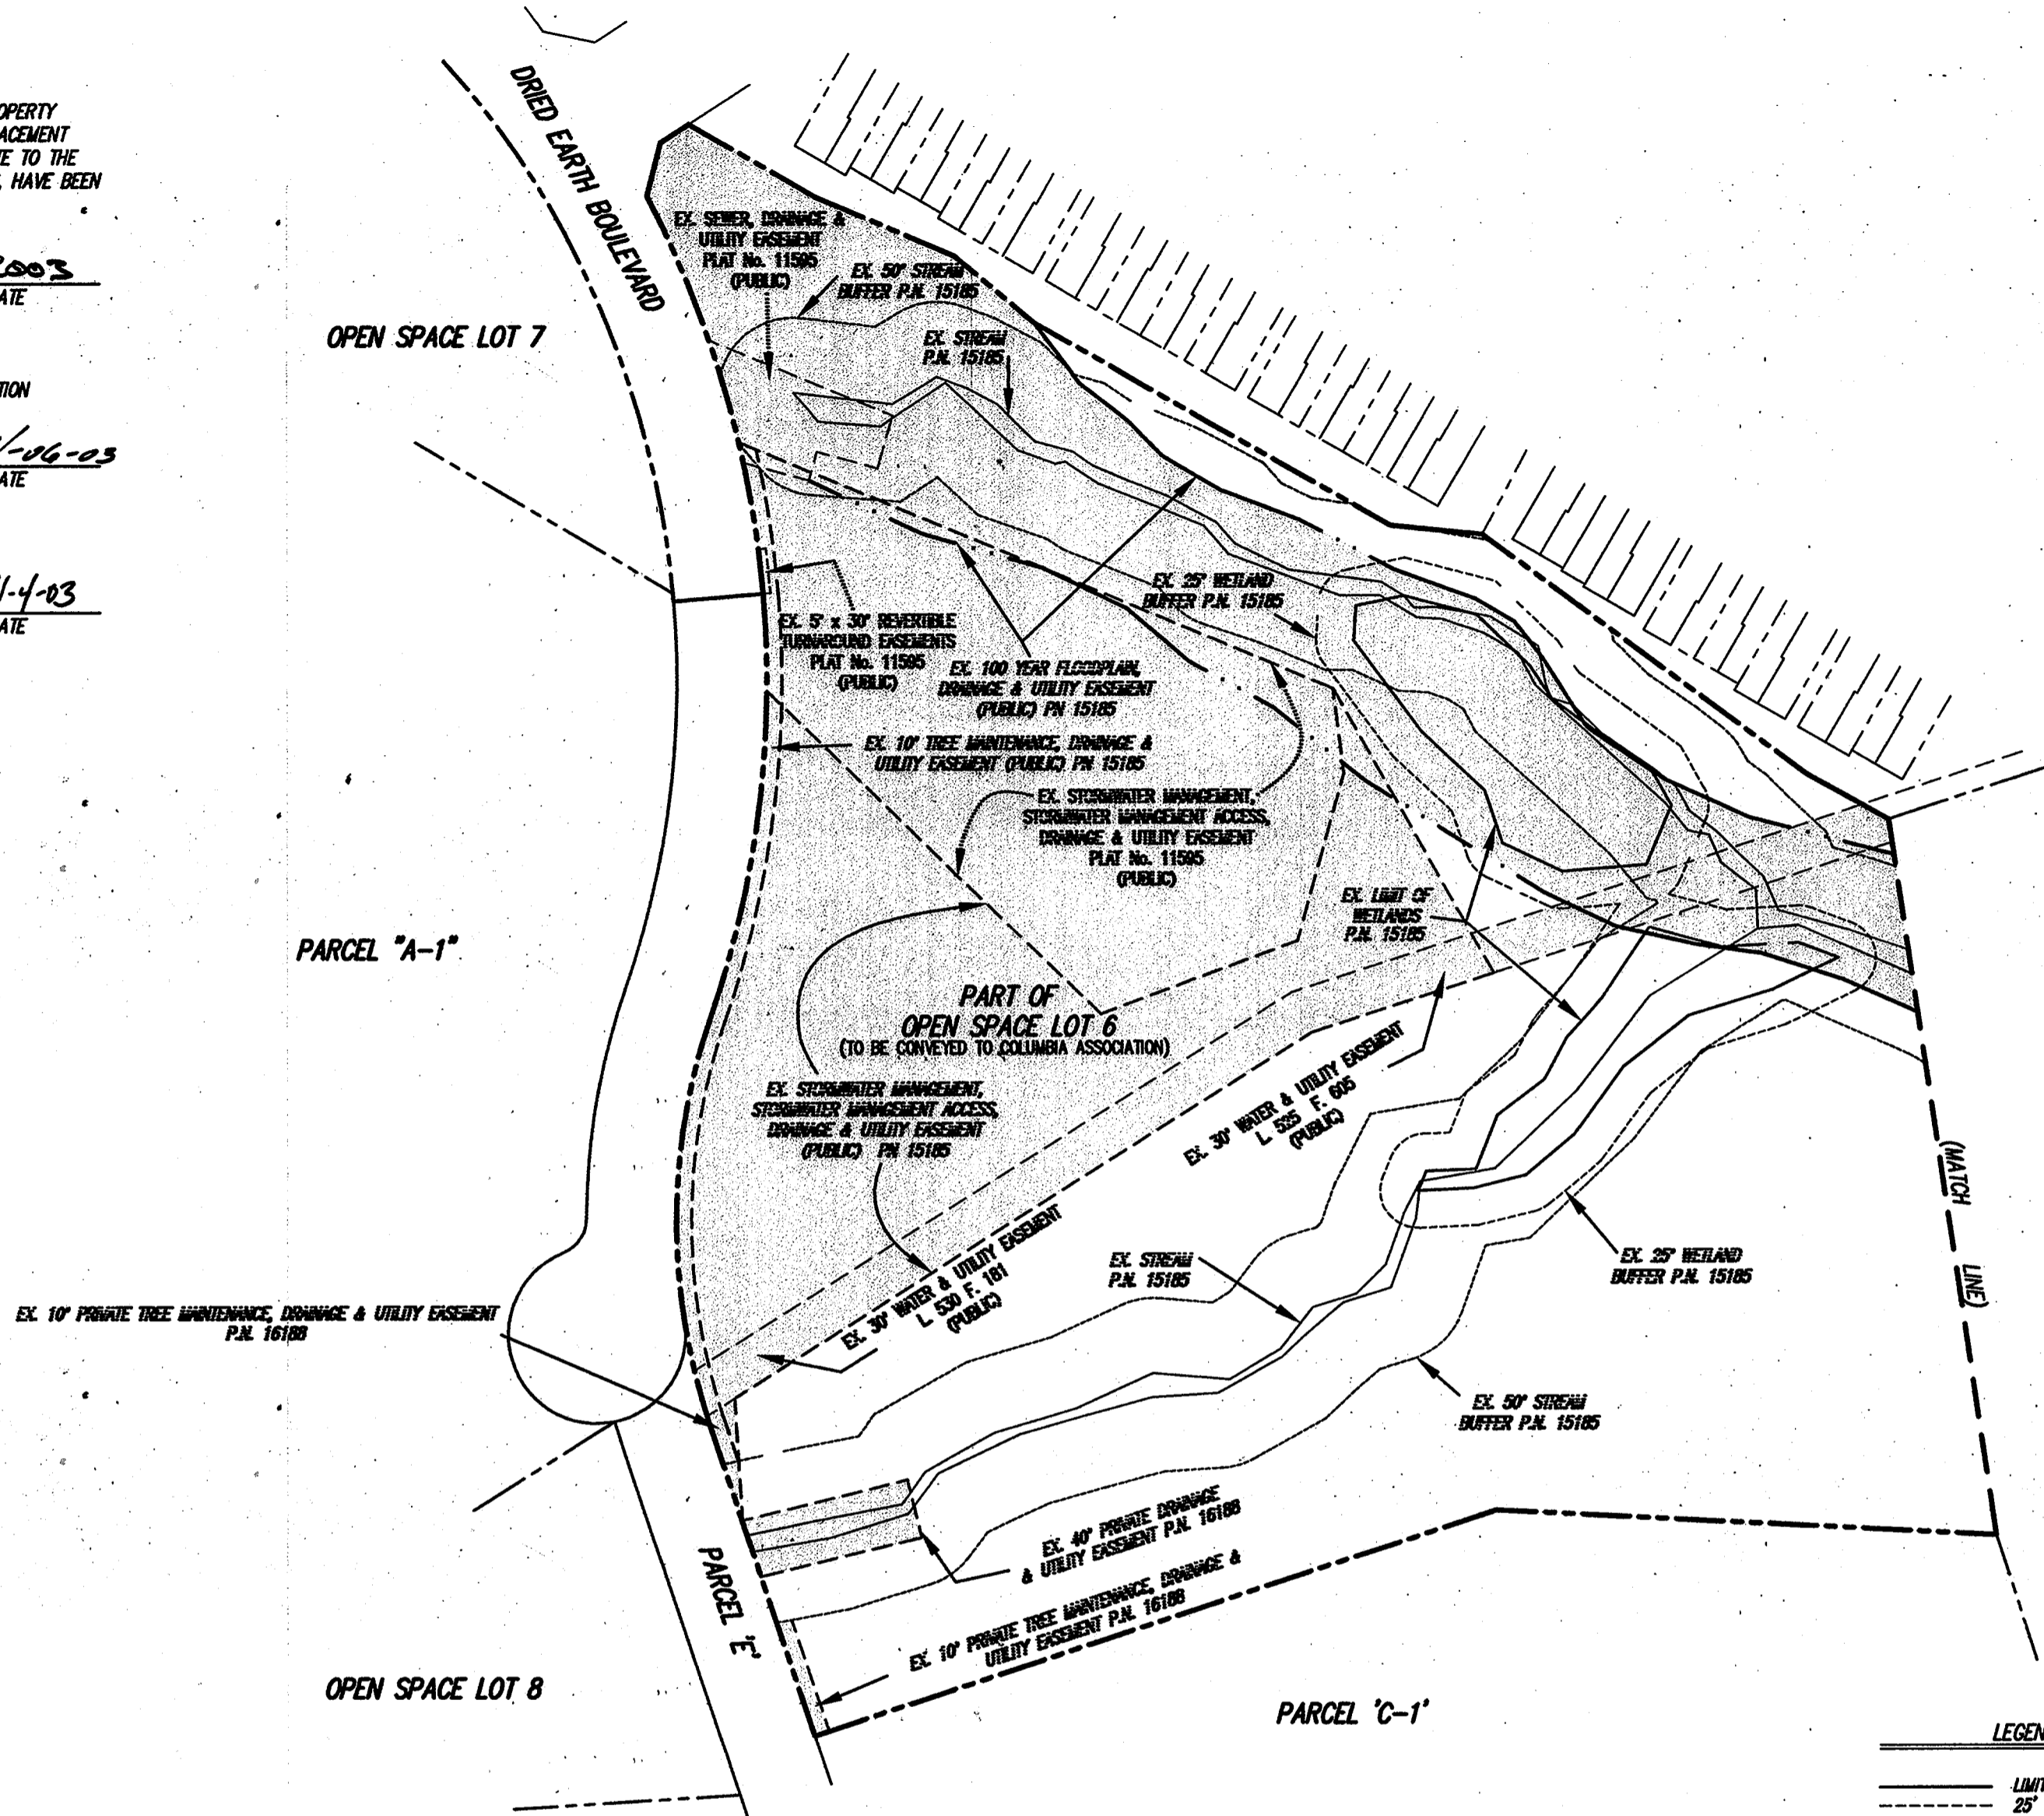 OPERTY
ACEMENT
E TO THE
, HAVE BEEN
2003
ATE
TION
-06-03
ATE
1-4-03
ATE
DRIED EARTH BOULEVARD
OPEN SPACE LOT 7
EX. SEWER, DRAINAGE &
UTILITY EASEMENT
PLAT No. 11595
(PUBLIC)
EX. 50' STREAM
BUFFER P.N. 15185
EX. STREAM
P.N. 15185
EX. 25' WETLAND
BUFFER P.N. 15185
EX. 5' x 30' REVERTIBLE
TURNAROUND EASEMENTS
PLAT No. 11595
(PUBLIC)
EX. 100 YEAR FLOODPLAIN,
DRAINAGE & UTILITY EASEMENT
(PUBLIC) PN 15185
EX. 10' TREE MAINTENANCE, DRAINAGE &
UTILITY EASEMENT (PUBLIC) PN 15185
EX. STORMWATER MANAGEMENT,
STORMWATER MANAGEMENT ACCESS,
DRAINAGE & UTILITY EASEMENT
PLAT No. 11595
(PUBLIC)
EX. LIMIT OF
WETLANDS
P.N. 15185
PARCEL "A-1"
PART OF
OPEN SPACE LOT 6
(TO BE CONVEYED TO COLUMBIA ASSOCIATION)
EX. STORMWATER MANAGEMENT,
STORMWATER MANAGEMENT ACCESS,
DRAINAGE & UTILITY EASEMENT
(PUBLIC) PN 15185
EX. 30' WATER & UTILITY EASEMENT
L. 525 F. 605
(PUBLIC)
EX. 30' WATER & UTILITY EASEMENT
L. 530 F. 181
(PUBLIC)
(MATCH LINE)
EX. STREAM
P.N. 15185
EX. 25' WETLAND
BUFFER P.N. 15185
EX. 10' PRIVATE TREE MAINTENANCE, DRAINAGE & UTILITY EASEMENT
P.N. 16188
EX. 50' STREAM
BUFFER P.N. 15185
EX. 40' PRIVATE DRAINAGE
& UTILITY EASEMENT P.N. 16188
EX. 10' PRIVATE TREE MAINTENANCE, DRAINAGE &
UTILITY EASEMENT P.N. 16188
PARCEL 'E'
OPEN SPACE LOT 8
PARCEL 'C-1'
LEGEN
LIMIT
25'